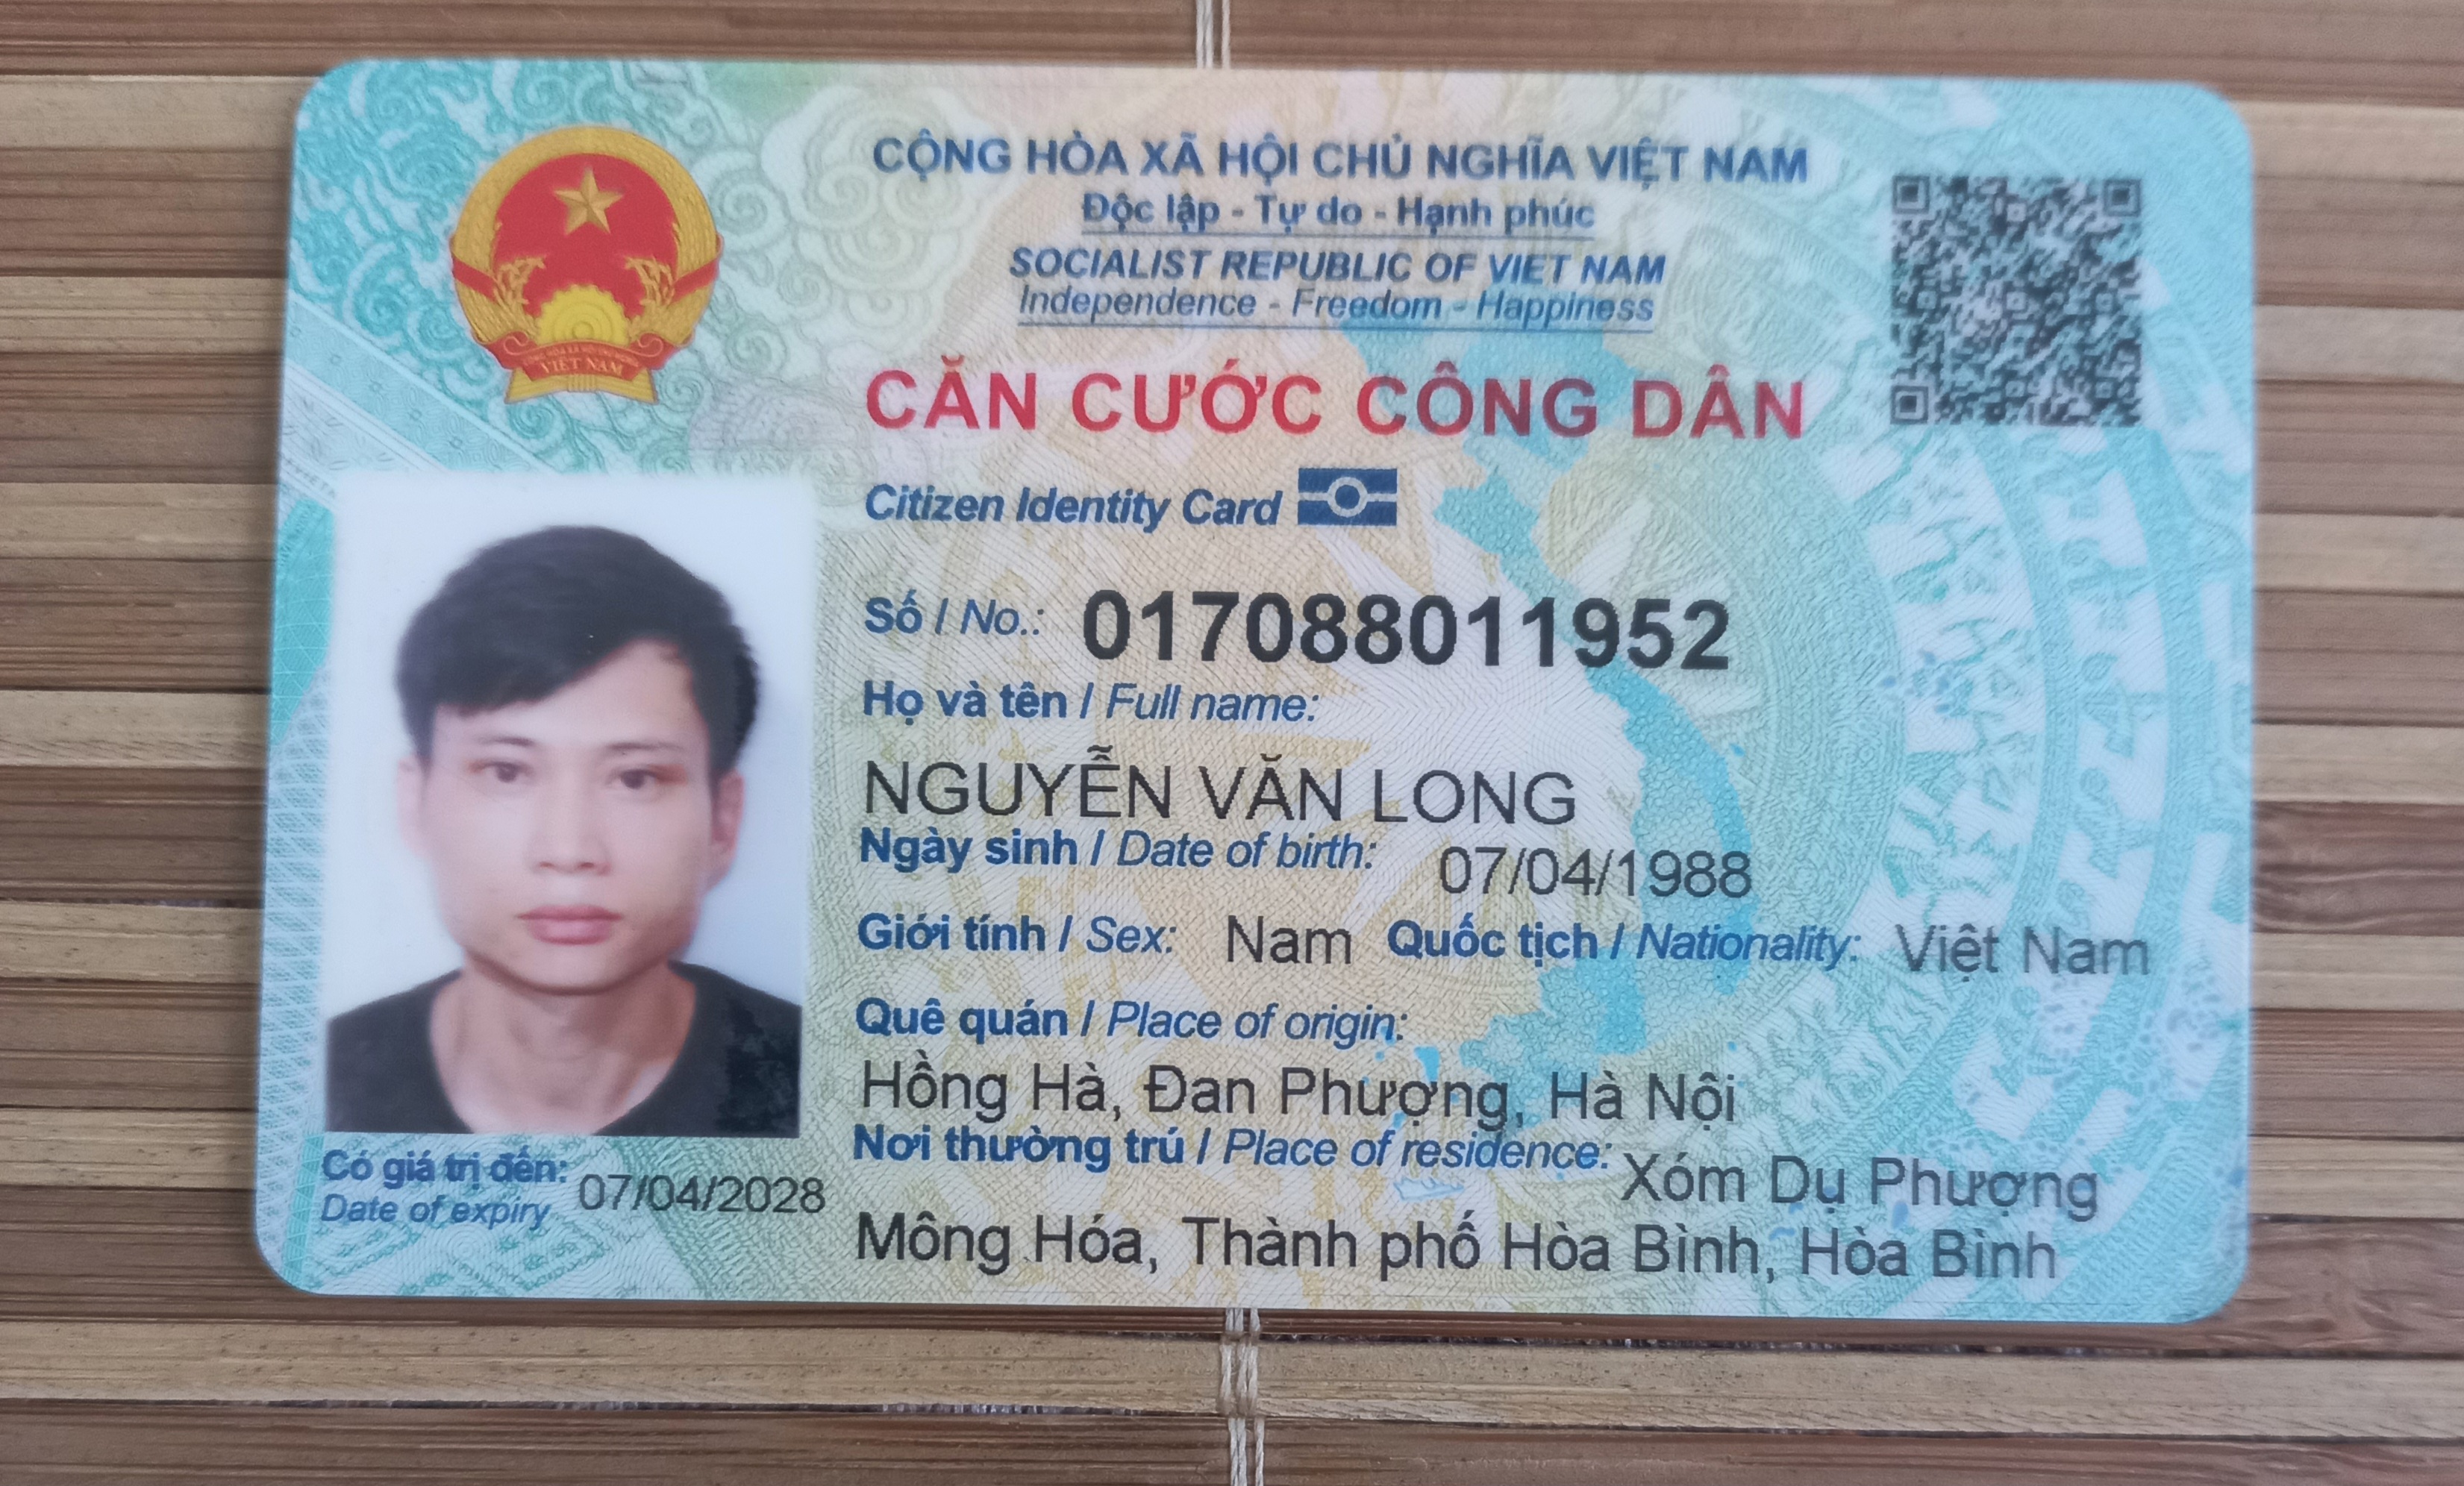 CỘNG HÒA XÃ HỘI CHỦ NGHĨA VIỆT NAM
Độc lập - Tự do - Hạnh phúc
SOCIALIST REPUBLIC OF VIET NAM
Independence - Freedom - Happiness
CĂN CƯỚC CÔNG DÂN
Citizen Identity Card
Số / No.: 017088011952
Họ và tên / Full name:
NGUYỄN VĂN LONG
Ngày sinh / Date of birth: 07/04/1988
Giới tính / Sex: Nam Quốc tịch / Nationality: Việt Nam
Quê quán / Place of origin:
Hồng Hà, Đan Phượng, Hà Nội
Nơi thường trú / Place of residence: Xóm Dụ Phượng
Mông Hóa, Thành phố Hòa Bình, Hòa Bình
Có giá trị đến: 07/04/2028
Date of expiry
VIỆT NAM